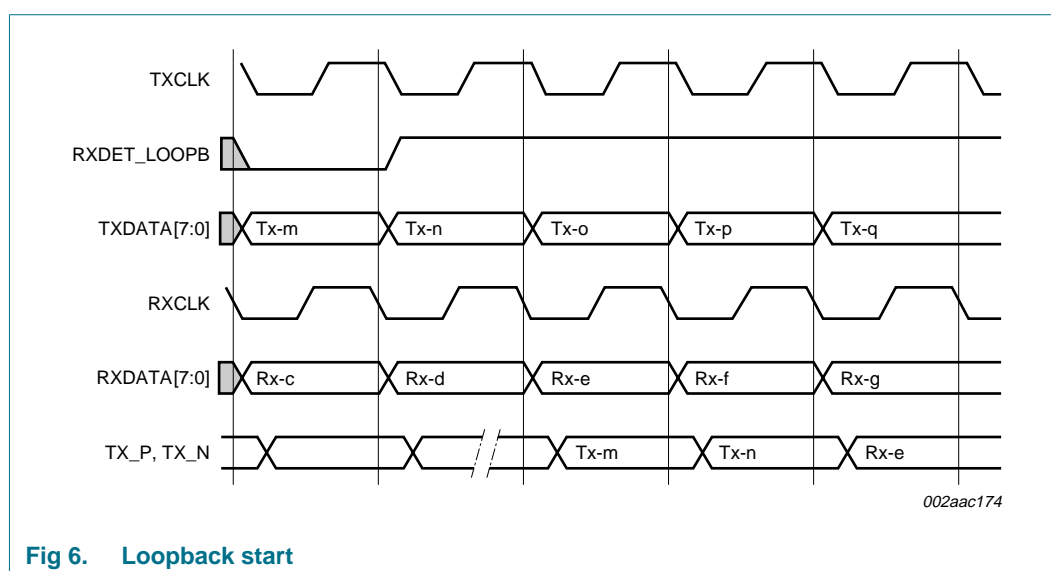 TXCLK
RXDET_LOOPB
TXDATA[7:0] Tx-m Tx-n Tx-o Tx-p Tx-q
RXCLK
RXDATA[7:0] Rx-c Rx-d Rx-e Rx-f Rx-g
TX_P, TX_N Tx-m Tx-n Rx-e
002aac174
Fig 6. Loopback start